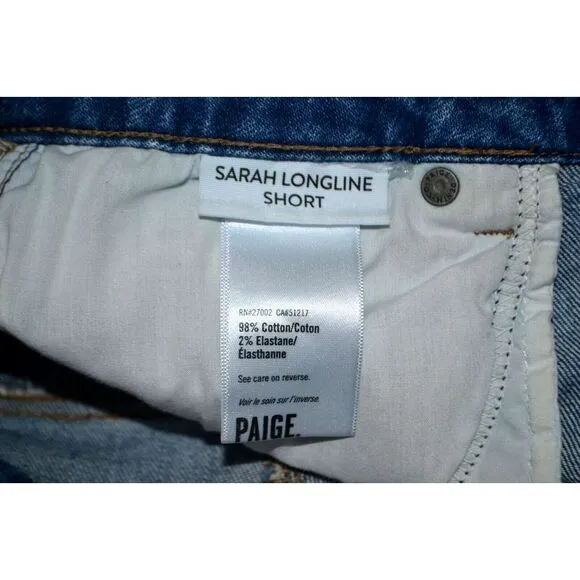 SARAH LONGLINE
SHORT
RN#27002 CA#51217
98% Cotton/Coton
2% Elastane/
Élasthanne
See care on reverse.
Voir le soin sur l'inverse.
PAIGE.